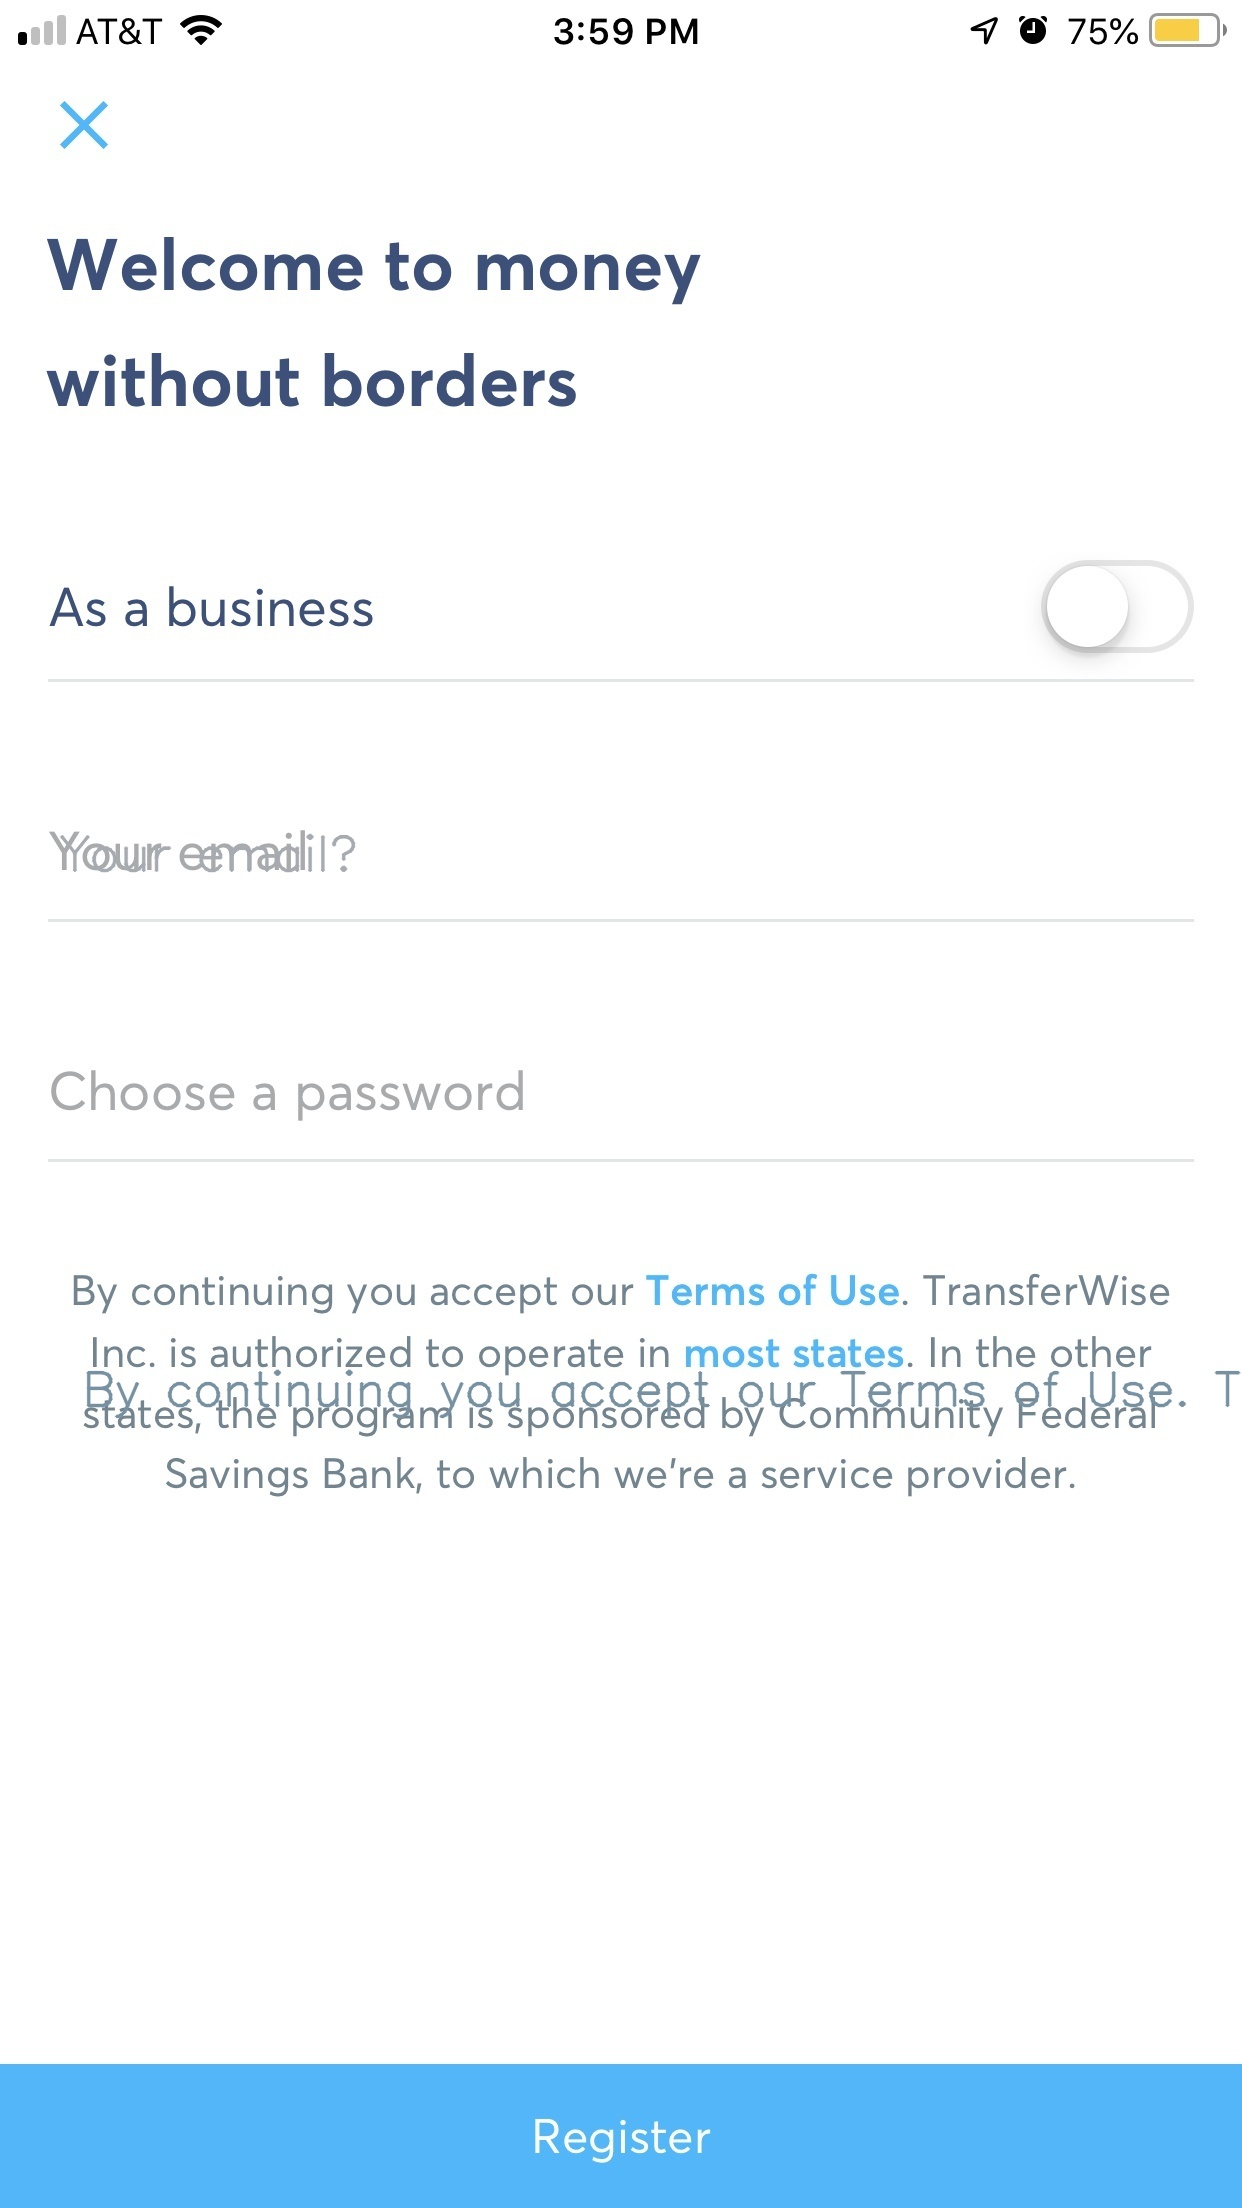 AT&T 3:59 PM 75%
Welcome to money
without borders
As a business
Your email
Your email?
Choose a password
By continuing you accept our Terms of Use. TransferWise
Inc. is authorized to operate in most states. In the other
By continuing you accept our Terms of Use. T
states, the program is sponsored by Community Federal
Savings Bank, to which we're a service provider.
Register